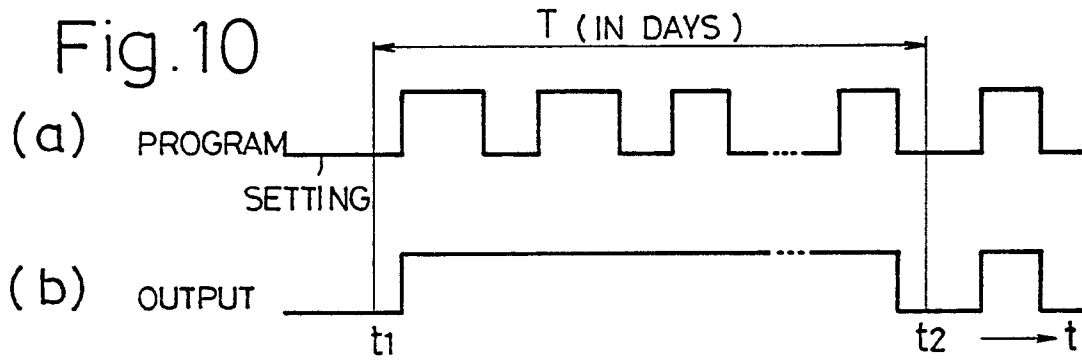 Fig.10
T (IN DAYS)
(a) PROGRAM
SETTING
(b) OUTPUT
t1 t2 t